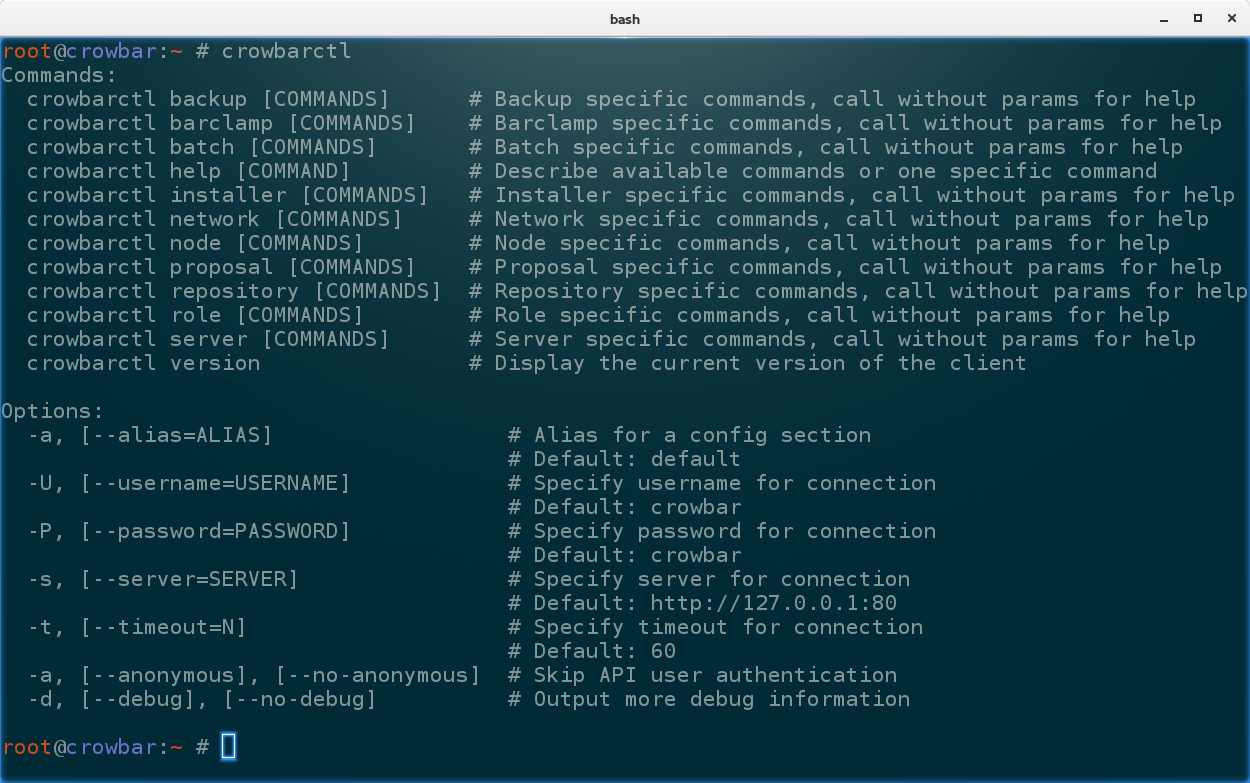 bash
root@crowbar:~ # crowbarctl
Commands:
  crowbarctl backup [COMMANDS]      # Backup specific commands, call without params for help
  crowbarctl barclamp [COMMANDS]    # Barclamp specific commands, call without params for help
  crowbarctl batch [COMMANDS]       # Batch specific commands, call without params for help
  crowbarctl help [COMMAND]         # Describe available commands or one specific command
  crowbarctl installer [COMMANDS]   # Installer specific commands, call without params for help
  crowbarctl network [COMMANDS]     # Network specific commands, call without params for help
  crowbarctl node [COMMANDS]        # Node specific commands, call without params for help
  crowbarctl proposal [COMMANDS]    # Proposal specific commands, call without params for help
  crowbarctl repository [COMMANDS]  # Repository specific commands, call without params for help
  crowbarctl role [COMMANDS]        # Role specific commands, call without params for help
  crowbarctl server [COMMANDS]      # Server specific commands, call without params for help
  crowbarctl version                # Display the current version of the client

Options:
  -a, [--alias=ALIAS]                  # Alias for a config section
                                       # Default: default
  -U, [--username=USERNAME]            # Specify username for connection
                                       # Default: crowbar
  -P, [--password=PASSWORD]            # Specify password for connection
                                       # Default: crowbar
  -s, [--server=SERVER]                # Specify server for connection
                                       # Default: http://127.0.0.1:80
  -t, [--timeout=N]                    # Specify timeout for connection
                                       # Default: 60
  -a, [--anonymous], [--no-anonymous]  # Skip API user authentication
  -d, [--debug], [--no-debug]          # Output more debug information

root@crowbar:~ #